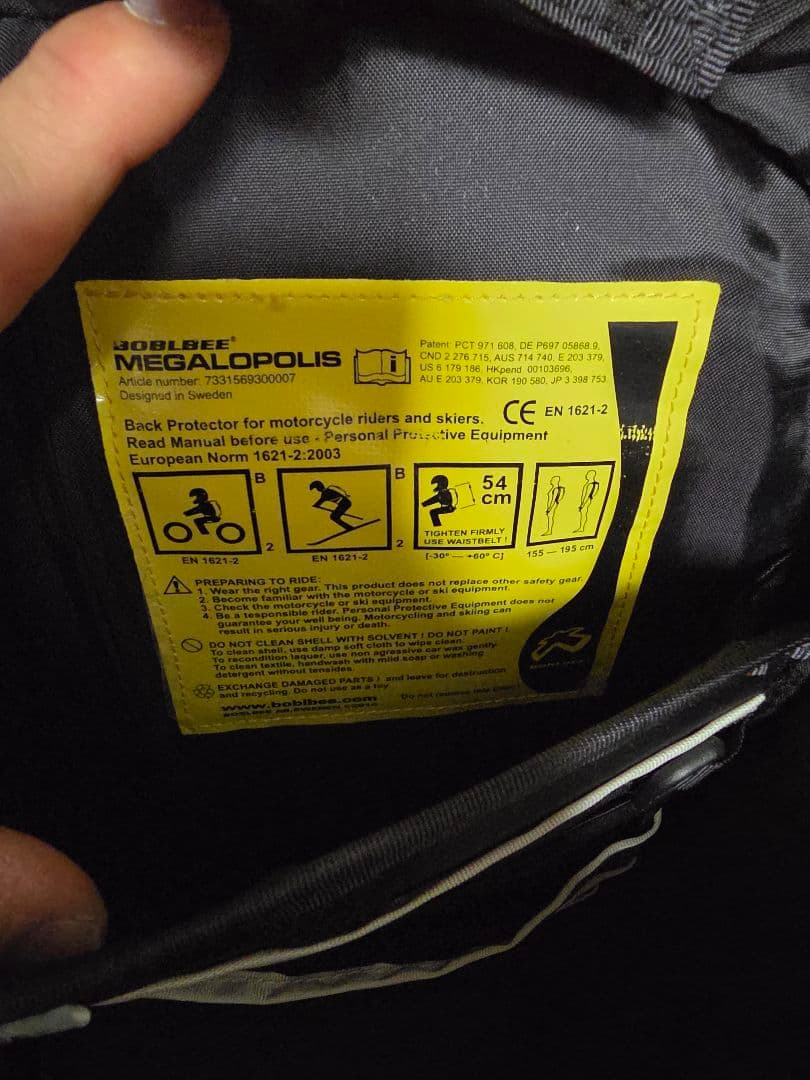 BOBLBEE®
MEGALOPOLIS
Article number: 7331569300007
Designed in Sweden
i
Patent PCT 971 608, DE P697 05868.9,
CND 2 276 715, AUS 714 740, E 203 379,
US 6 179 186, HKpend 00103696,
AU E 203 379, KOR 190 580, JP 3 398 753
Back Protector for motorcycle riders and skiers. CE EN 1621-2
Read Manual before use - Personal Protective Equipment
European Norm 1621-2:2003
B
2
EN 1621-2
B
2
EN 1621-2
54
cm
TIGHTEN FIRMLY
USE WAISTBELT !
[-30° — +60° C]
155 — 195 cm
PREPARING TO RIDE:
1. Wear the right gear. This product does not replace other safety gear.
2. Become familiar with the motorcycle or ski equipment.
3. Check the motorcycle or ski equipment.
4. Be a tesponsible rider. Personal Protective Equipment does not
guarantee your well being. Motorcycling and skiing can
result in serious injury or death.
DO NOT CLEAN SHELL WITH SOLVENT ! DO NOT PAINT !
To clean shell, use damp soft cloth to wipe clean.
To recondition laquer, use non agressive car wax gently
To clean textile, handwash with mild soap or washing
detergent without tensides.
EXCHANGE DAMAGED PARTS ! and leave for destruction
and recycling. Do not use as a toy
www.boblbee.com
Do not remove this
BOBLBEE AB, SWEDEN